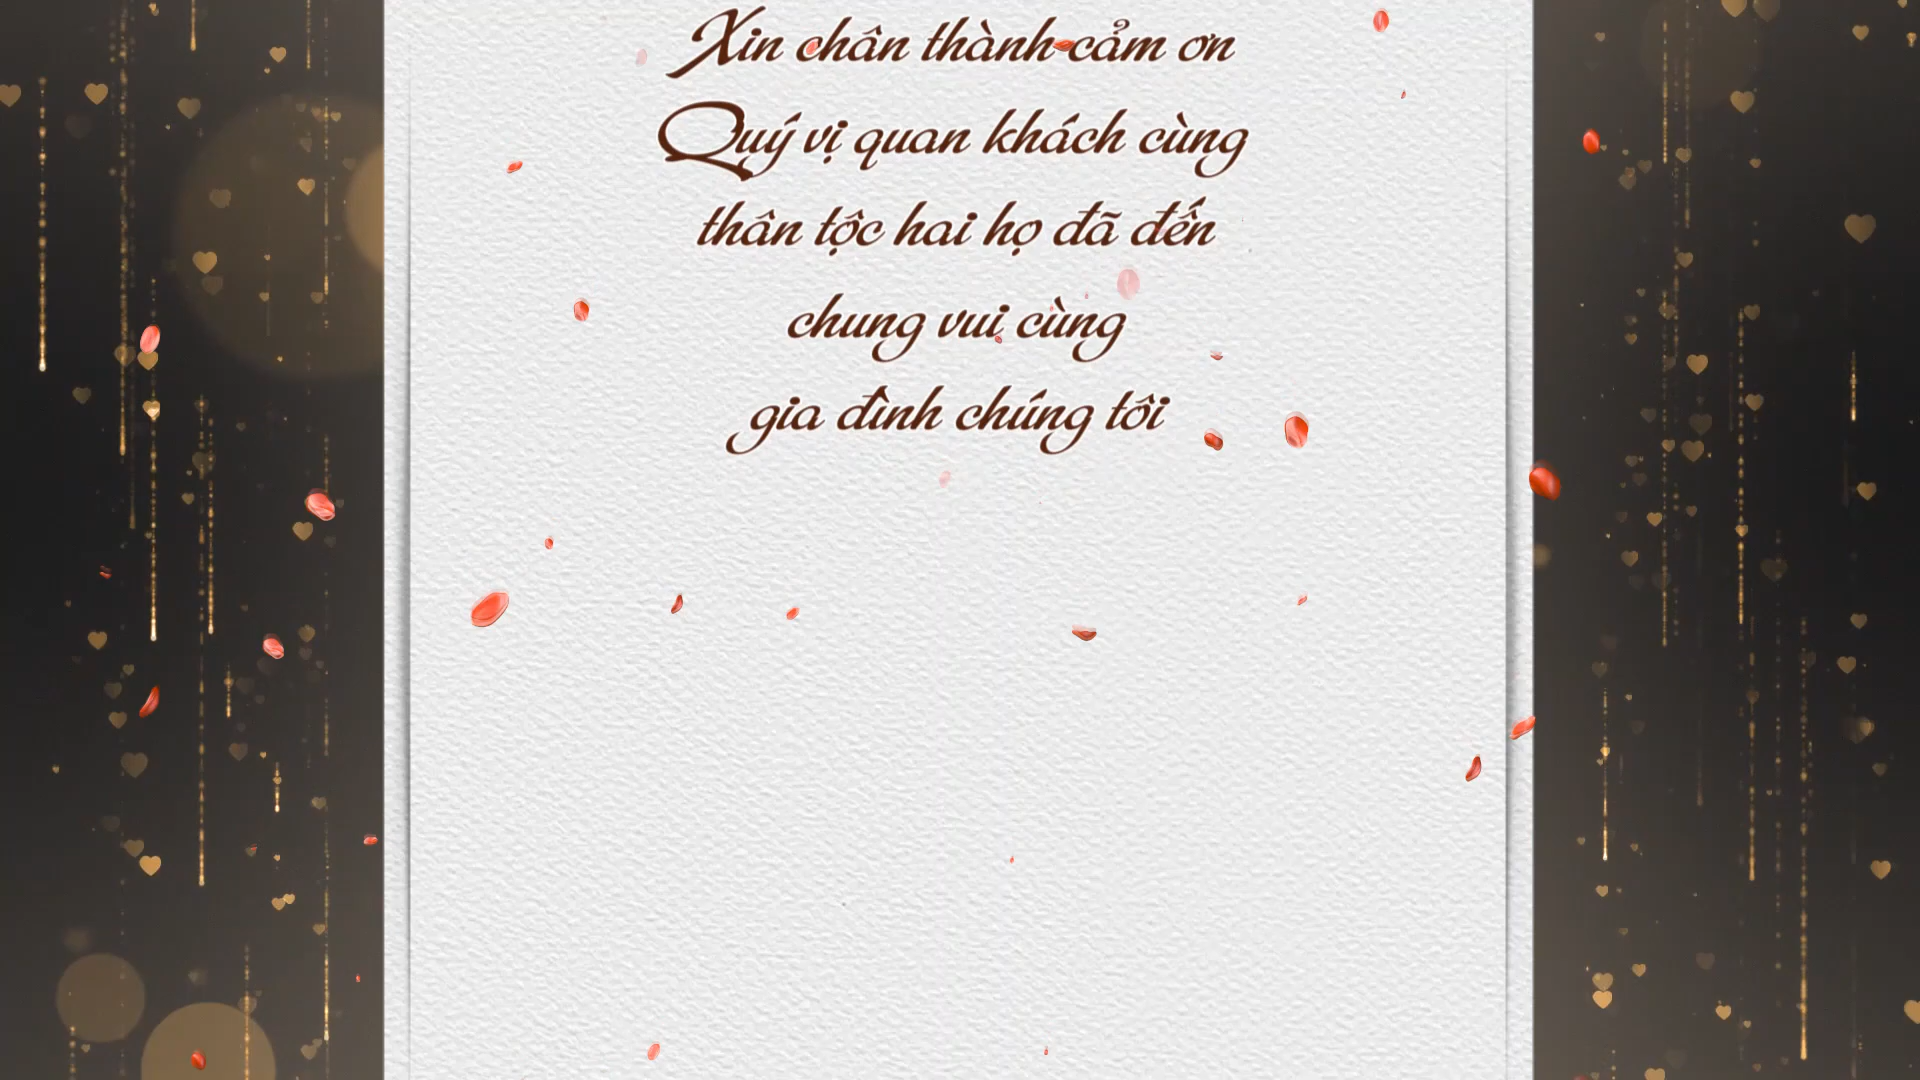 Xin chân thành cảm ơn
Quý vị quan khách cùng
thân tộc hai họ đã đến
chung vui cùng
gia đình chúng tôi